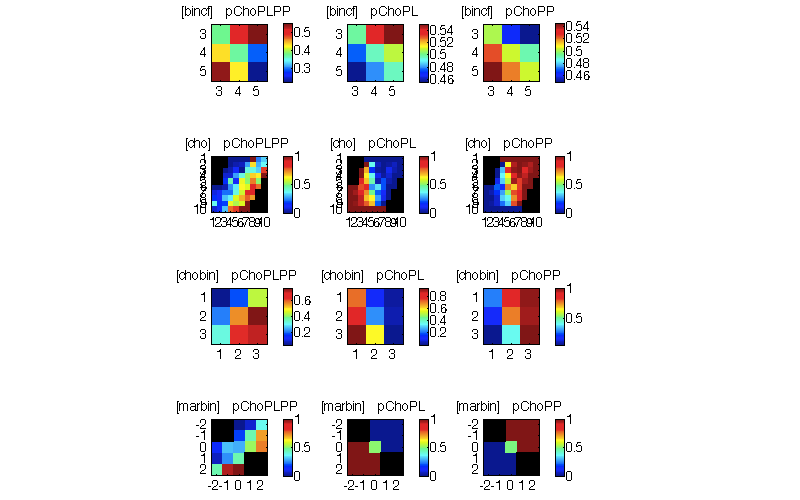 [bincf] pChoPLPP [bincf] pChoPL [bincf] pChoPP
3 0.5 3 0.54 3 0.54
0.52 0.52
4 0.4 4 0.5 4 0.5
0.3 0.48 0.48
5 5 0.46 5 0.46
3 4 5 3 4 5 3 4 5
[cho] pChoPLPP [cho] pChoPL [cho] pChoPP
1 1 1 1 1 1
0.5 0.5 0.5
10 0 10 0 10 0
12345678910 12345678910 12345678910
[chobin] pChoPLPP [chobin] pChoPL [chobin] pChoPP
1 0.6 1 0.8 1 1
2 0.4 2 0.6 2 0.5
0.4
3 0.2 3 0.2 3
1 2 3 1 2 3 1 2 3
[marbin] pChoPLPP [marbin] pChoPL [marbin] pChoPP
-2 1 -2 1 -2 1
-1 -1 -1
0 0.5 0 0.5 0 0.5
1 1 1
2 0 2 0 2 0
-2-1 0 1 2 -2-1 0 1 2 -2-1 0 1 2